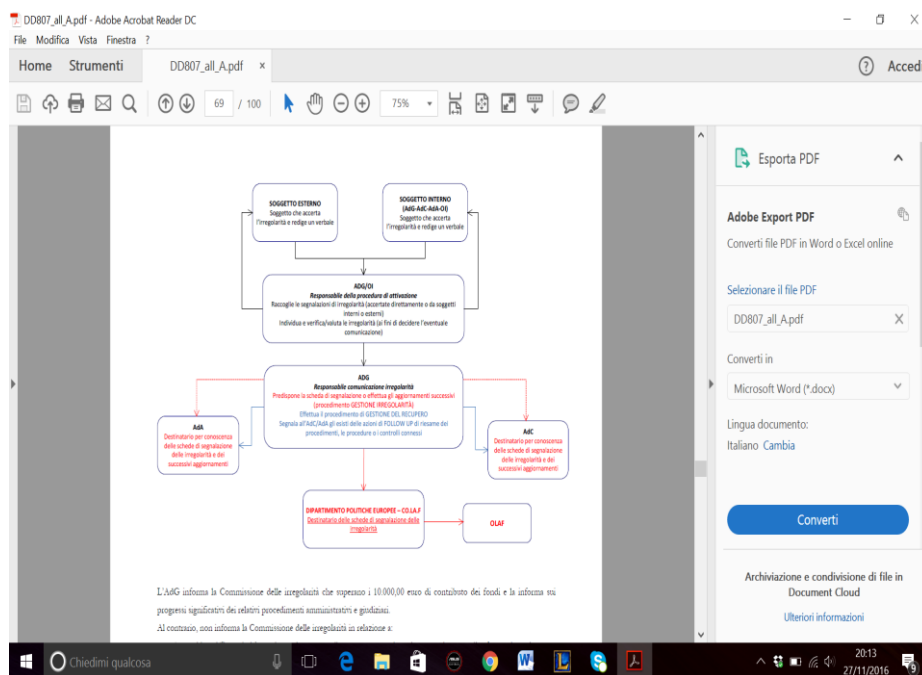 DD807_all_A.pdf - Adobe Acrobat Reader DC
File Modifica Vista Finestra ?
Home Strumenti DD807_all_A.pdf × ? Accedi
69 / 100 75%
SOGGETTO ESTERNO
Soggetto che accerta
l'irregolarità e redige un verbale
SOGGETTO INTERNO
(AdG-AdC-AdA-OI)
Soggetto che accerta
l'irregolarità e redige un verbale
ADG/OI
Responsabile della procedura di attivazione
Raccoglie le segnalazioni di irregolarità (accertate direttamente o da soggetti
interni o esterni)
Individua e verifica/valuta le irregolarità (ai fini di decidere l'eventuale
comunicazione)
ADG
Responsabile comunicazione irregolarità
Predispone la scheda di segnalazione o effettua gli aggiornamenti successivi
(procedimento GESTIONE IRREGOLARITÀ)
Effettua il procedimento di GESTIONE DEL RECUPERO
Segnala all'AdC/AdA gli esiti delle azioni di FOLLOW UP di riesame dei
procedimenti, le procedure o i controlli connessi
AdA
Destinatario per conoscenza
delle schede di segnalazione
delle irregolarità e dei
successivi aggiornamenti
AdC
Destinatario per conoscenza
delle schede di segnalazione
delle irregolarità e dei
successivi aggiornamenti
DIPARTIMENTO POLITICHE EUROPEE – CO.LA.F
Destinatario delle schede di segnalazione delle
irregolarità
OLAF
L'AdG informa la Commissione delle irregolarità che superano i 10.000,00 euro di contributo dei fondi e la informa sui
progressi significativi dei relativi procedimenti amministrativi e giudiziari.
Al contrario, non informa la Commissione delle irregolarità in relazione a:
Esporta PDF
Adobe Export PDF
Converti file PDF in Word o Excel online
Selezionare il file PDF
DD807_all_A.pdf X
Converti in
Microsoft Word (*.docx)
Lingua documento:
Italiano Cambia
Converti
Archiviazione e condivisione di file in
Document Cloud
Ulteriori informazioni
Chiedimi qualcosa
20:13
27/11/2016